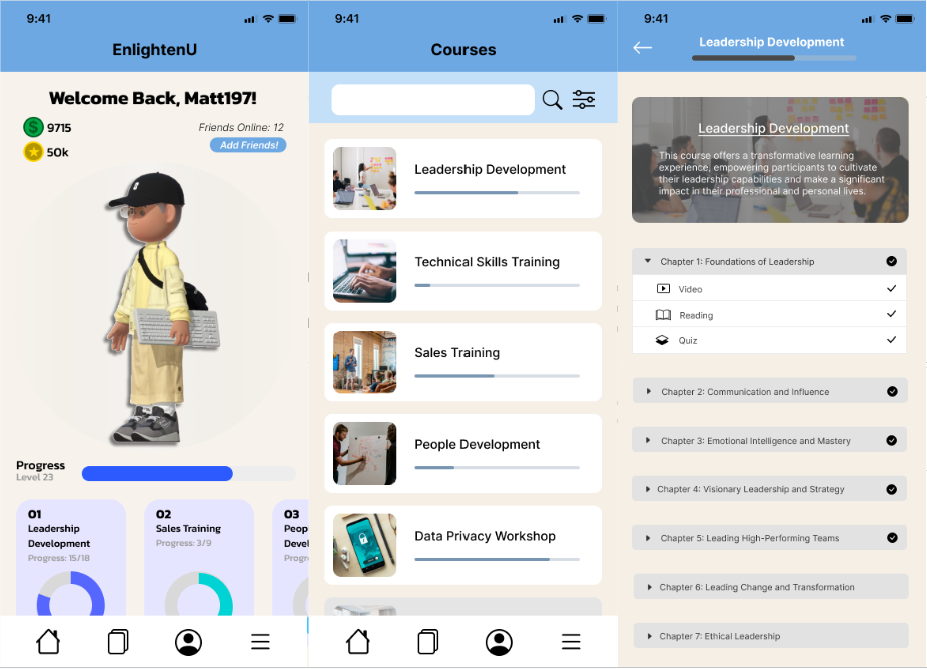 9:41
EnlightenU
Welcome Back, Matt197!
9715
50k
Friends Online: 12
Add Friends!
Progress
Level 23
01
Leadership
Development
Progress: 15/18
02
Sales Training
Progress: 3/9
03
9:41
Courses
Leadership Development
Technical Skills Training
Sales Training
People Development
Data Privacy Workshop
9:41
Leadership Development
Leadership Development
This course offers a transformative learning
experience, empowering participants to cultivate
their leadership capabilities and make a significant
impact in their professional and personal lives.
Chapter 1: Foundations of Leadership
Video
Reading
Quiz
Chapter 2: Communication and Influence
Chapter 3: Emotional Intelligence and Mastery
Chapter 4: Visionary Leadership and Strategy
Chapter 5: Leading High-Performing Teams
Chapter 6: Leading Change and Transformation
Chapter 7: Ethical Leadership